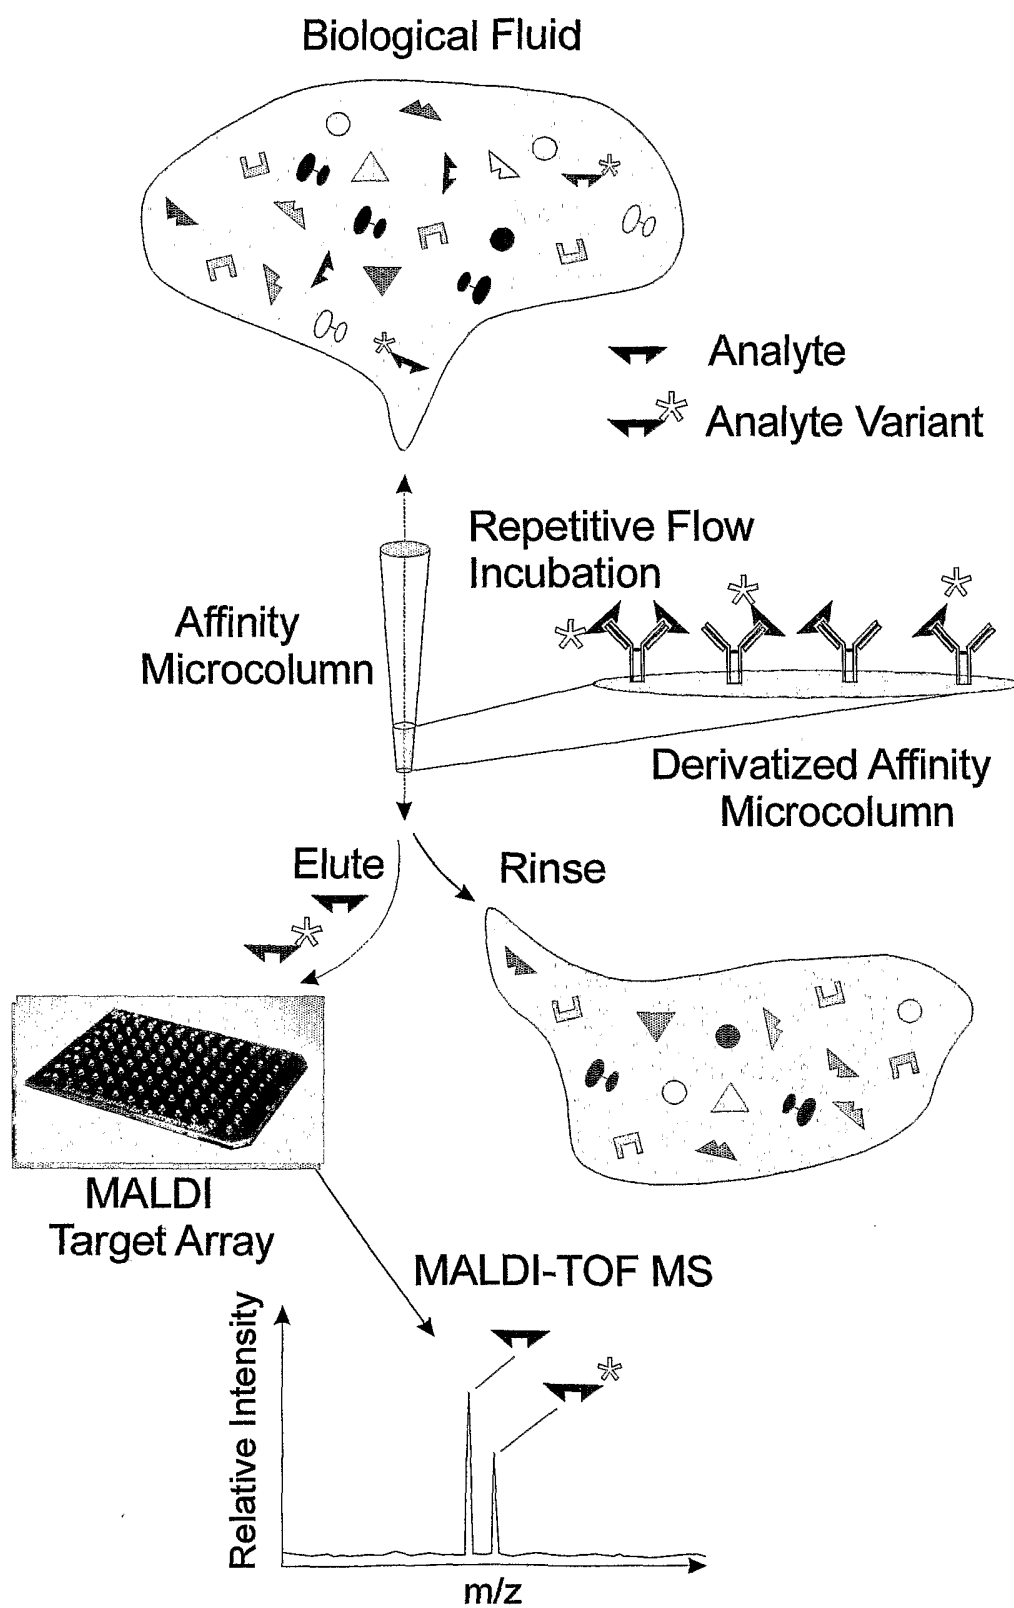 Biological Fluid
Analyte
Analyte Variant
Repetitive Flow
Incubation
Affinity
Microcolumn
Derivatized Affinity
Microcolumn
Elute
Rinse
MALDI
Target Array
MALDI-TOF MS
Relative Intensity
m/z